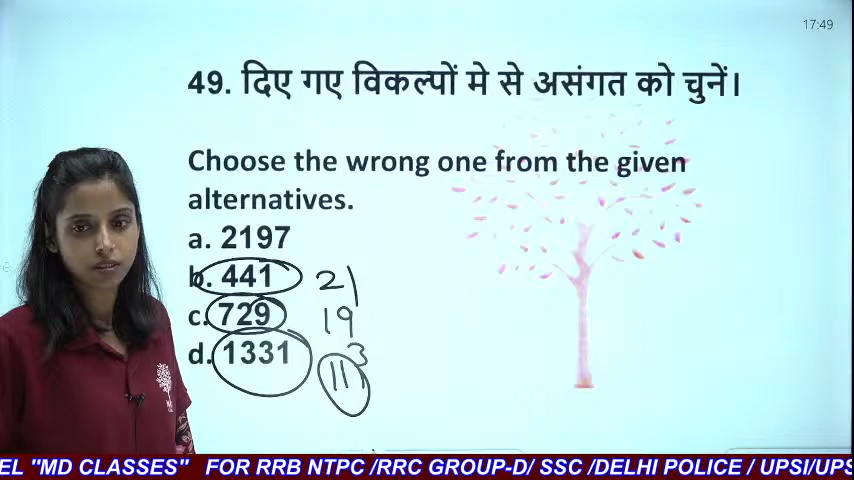 17:49
49. दिए गए विकल्पों मे से असंगत को चुनें।
Choose the wrong one from the given
alternatives.
a. 2197
b. 441 21
c. 729 19
d. 1331 11 3
EL "MD CLASSES" FOR RRB NTPC /RRC GROUP-D/ SSC /DELHI POLICE / UPSI/UPS